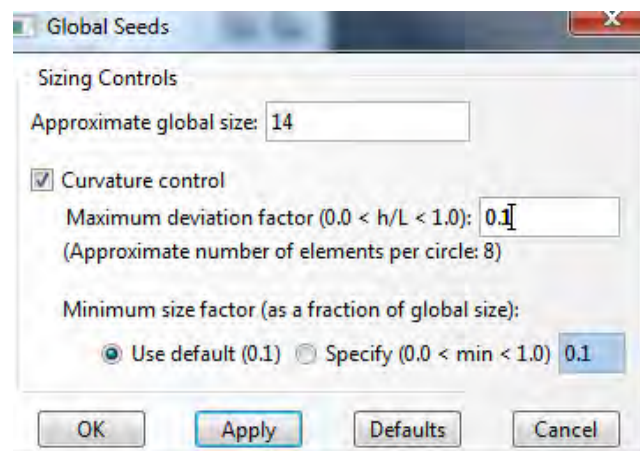 Global Seeds
Sizing Controls
Approximate global size: 14
Curvature control
Maximum deviation factor (0.0 < h/L < 1.0): 0.1
(Approximate number of elements per circle: 8)
Minimum size factor (as a fraction of global size):
Use default (0.1) Specify (0.0 < min < 1.0) 0.1
OK Apply Defaults Cancel